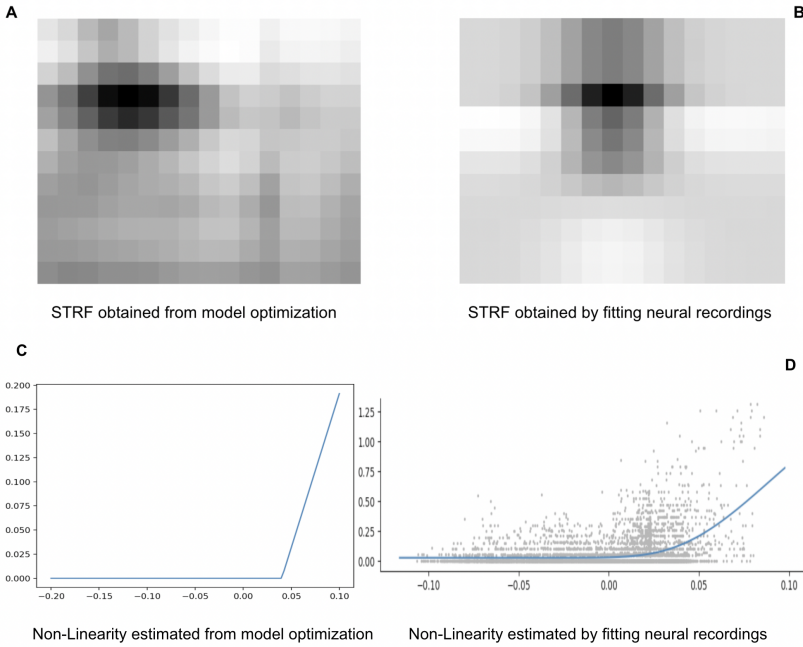 A
B
STRF obtained from model optimization
STRF obtained by fitting neural recordings
C
D
0.200
0.175
0.150
0.125
0.100
0.075
0.050
0.025
0.000
−0.20 −0.15 −0.10 −0.05 0.00 0.05 0.10
1.25
1.00
0.75
0.50
0.25
0.00
−0.10 −0.05 0.00 0.05 0.10
Non-Linearity estimated from model optimization
Non-Linearity estimated by fitting neural recordings